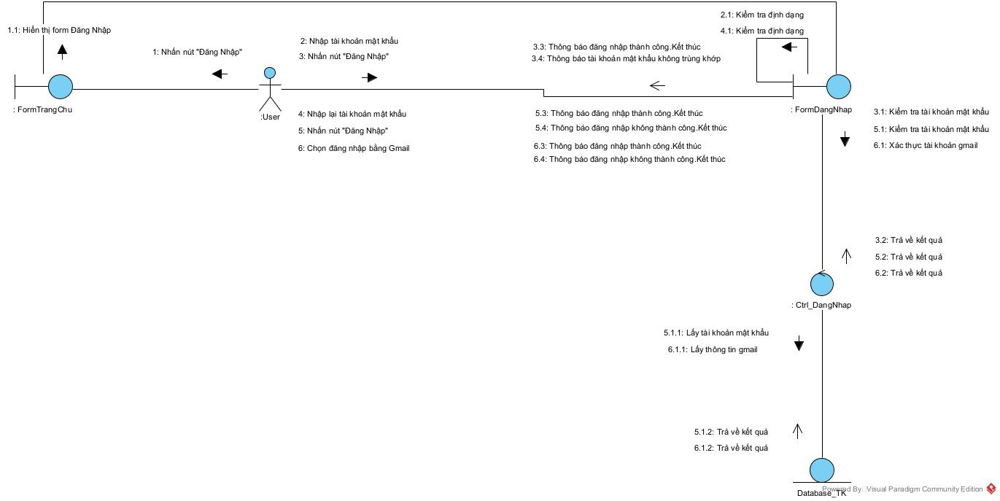 2.1: Kiểm tra định dạng
1.1: Hiển thị form Đăng Nhập
4.1: Kiểm tra định dạng
2: Nhập tài khoản mật khẩu
3.3: Thông báo đăng nhập thành công.Kết thúc
1: Nhấn nút "Đăng Nhập"
3: Nhấn nút "Đăng Nhập"
3.4: Thông báo tài khoản mật khẩu không trùng khớp
: FormTrangChu
:User
: FormDangNhap
4: Nhập lại tài khoản mật khẩu
5: Nhấn nút "Đăng Nhập"
6: Chọn đăng nhập bằng Gmail
5.3: Thông báo đăng nhập thành công.Kết thúc
5.4: Thông báo đăng nhập không thành công.Kết thúc
6.3: Thông báo đăng nhập thành công.Kết thúc
6.4: Thông báo đăng nhập không thành công.Kết thúc
3.1: Kiểm tra tài khoản mật khẩu
5.1: Kiểm tra tài khoản mật khẩu
6.1: Xác thực tài khoản gmail
3.2: Trả về kết quả
5.2: Trả về kết quả
6.2: Trả về kết quả
: Ctrl_DangNhap
5.1.1: Lấy tài khoản mật khẩu
6.1.1: Lấy thông tin gmail
5.1.2: Trả về kết quả
6.1.2: Trả về kết quả
Powered By Visual Paradigm Community Edition
Database_TK